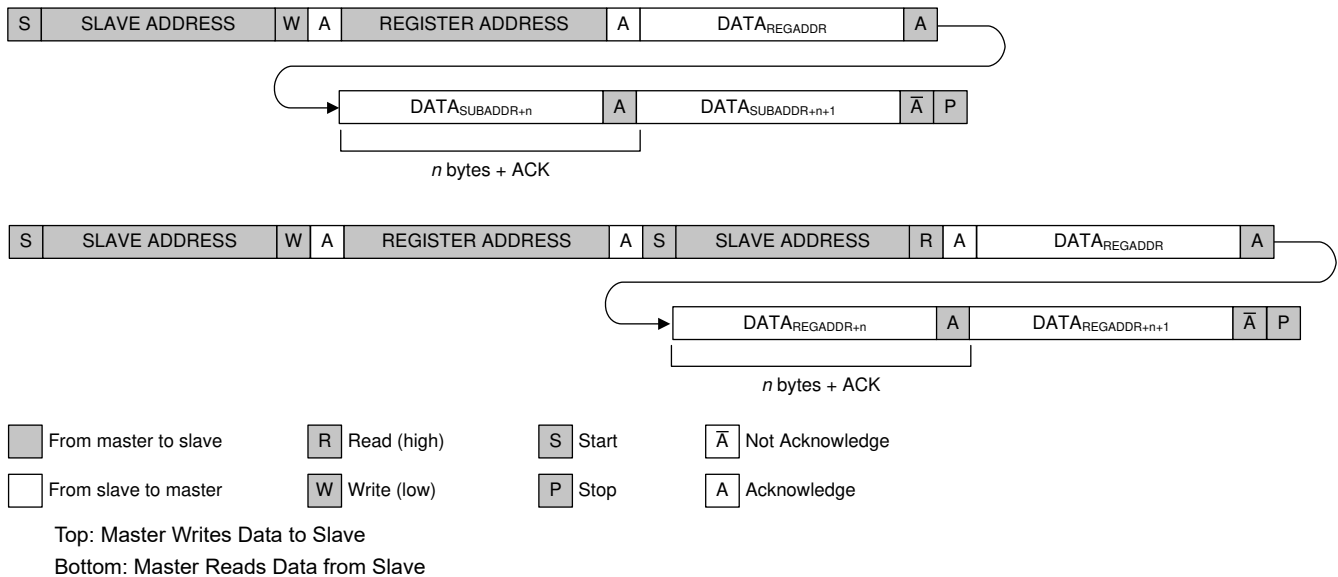 S SLAVE ADDRESS W A REGISTER ADDRESS A DATAREGADDR A
DATASUBADDR+n A DATASUBADDR+n+1 A̅ P
n bytes + ACK
S SLAVE ADDRESS W A REGISTER ADDRESS A S SLAVE ADDRESS R A DATAREGADDR A
DATAREGADDR+n A DATAREGADDR+n+1 A̅ P
n bytes + ACK
From master to slave R Read (high) S Start A̅ Not Acknowledge
From slave to master W Write (low) P Stop A Acknowledge
Top: Master Writes Data to Slave
Bottom: Master Reads Data from Slave